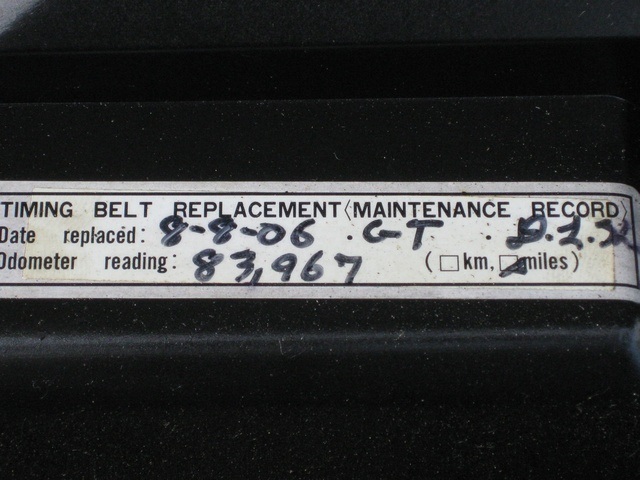 TIMING BELT REPLACEMENT〈MAINTENANCE RECORD〉
Date replaced: 8-8-06 . GT .
Odometer reading: 83,967 (□km, □miles)